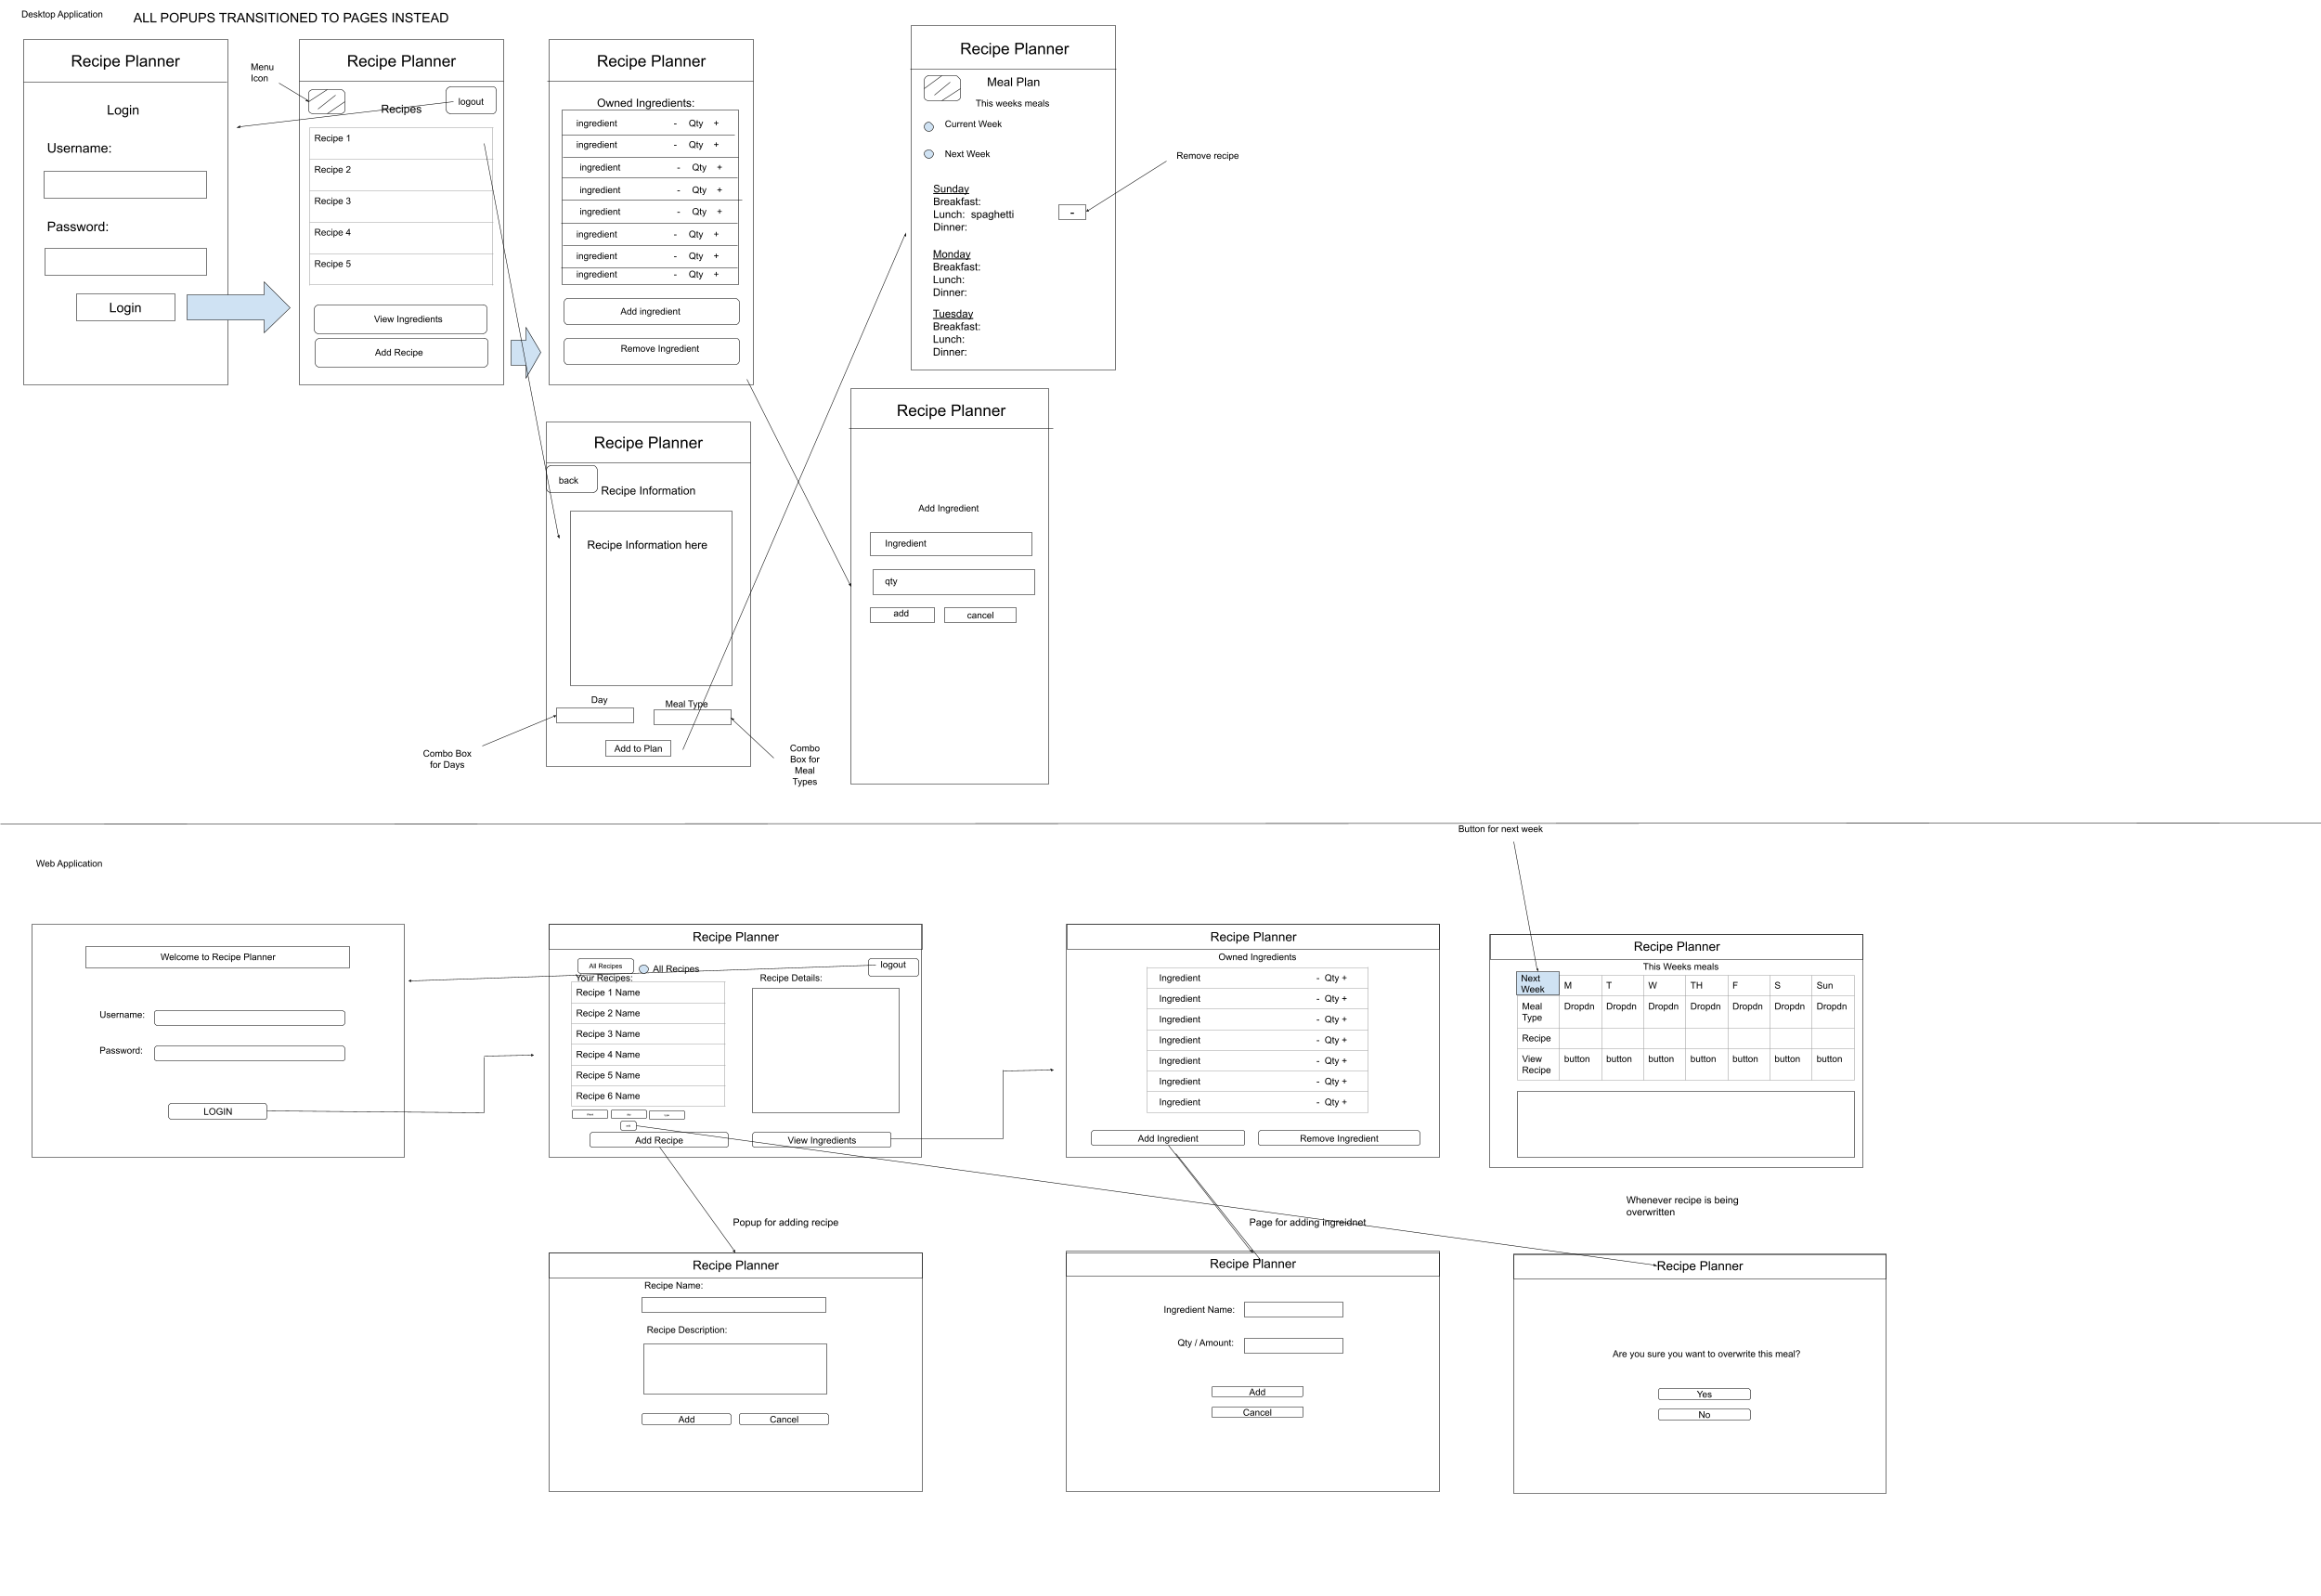 Desktop Application
ALL POPUPS TRANSITIONED TO PAGES INSTEAD
Recipe Planner
Login
Username:
Password:
Login
Menu
Icon
Recipe Planner
Recipes
logout
Recipe 1
Recipe 2
Recipe 3
Recipe 4
Recipe 5
View Ingredients
Add Recipe
Recipe Planner
Owned Ingredients:
ingredient - Qty +
ingredient - Qty +
ingredient - Qty +
ingredient - Qty +
ingredient - Qty +
ingredient - Qty +
ingredient - Qty +
ingredient - Qty +
Add ingredient
Remove Ingredient
Recipe Planner
Meal Plan
This weeks meals
Current Week
Next Week
Sunday
Breakfast:
Lunch: spaghetti
Dinner:
-
Remove recipe
Monday
Breakfast:
Lunch:
Dinner:
Tuesday
Breakfast:
Lunch:
Dinner:
Recipe Planner
back
Recipe Information
Recipe Information here
Day
Meal Type
Add to Plan
Combo Box
for Days
Combo
Box for
Meal
Types
Recipe Planner
Add Ingredient
Ingredient
qty
add
cancel
Button for next week
Web Application
Welcome to Recipe Planner
Username:
Password:
LOGIN
Recipe Planner
All Recipes
All Recipes
logout
Your Recipes:
Recipe Details:
Recipe 1 Name
Recipe 2 Name
Recipe 3 Name
Recipe 4 Name
Recipe 5 Name
Recipe 6 Name
Add Recipe
View Ingredients
Recipe Planner
Owned Ingredients
Ingredient - Qty +
Ingredient - Qty +
Ingredient - Qty +
Ingredient - Qty +
Ingredient - Qty +
Ingredient - Qty +
Ingredient - Qty +
Add Ingredient
Remove Ingredient
Recipe Planner
This Weeks meals
Next
Week
M T W TH F S Sun
Meal
Type
Dropdn Dropdn Dropdn Dropdn Dropdn Dropdn Dropdn
Recipe
View
Recipe
button button button button button button button
Popup for adding recipe
Page for adding ingreidnet
Whenever recipe is being
overwritten
Recipe Planner
Recipe Name:
Recipe Description:
Add
Cancel
Recipe Planner
Ingredient Name:
Qty / Amount:
Add
Cancel
Recipe Planner
Are you sure you want to overwrite this meal?
Yes
No